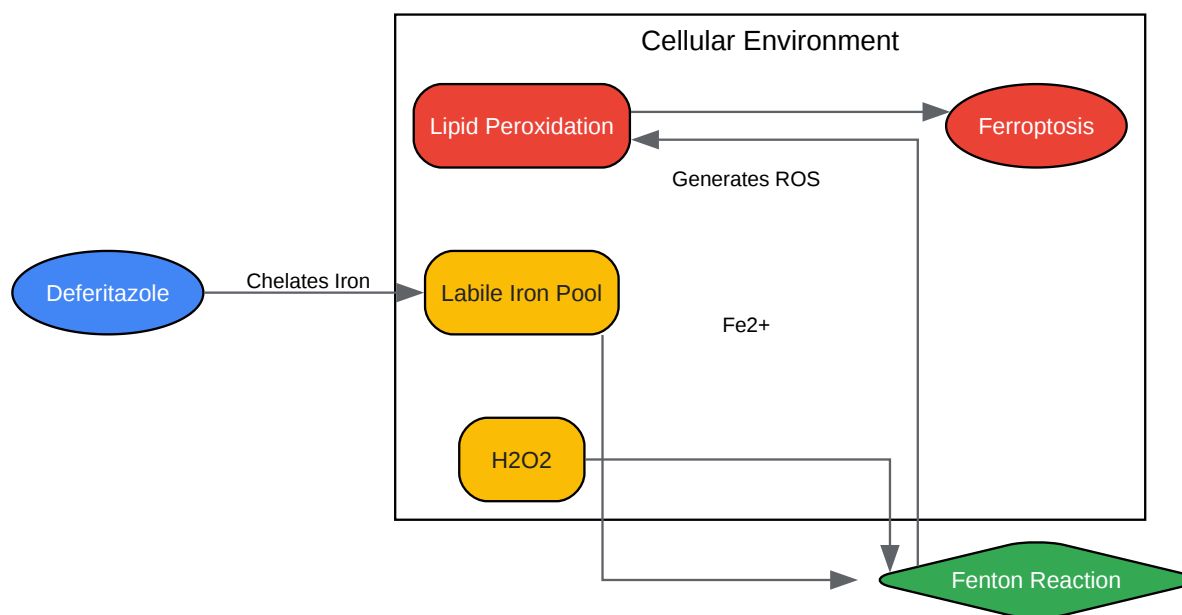 Cellular Environment
Lipid Peroxidation
Ferroptosis
Generates ROS
Deferitazole
Chelates Iron
Labile Iron Pool
Fe2+
H2O2
Fenton Reaction